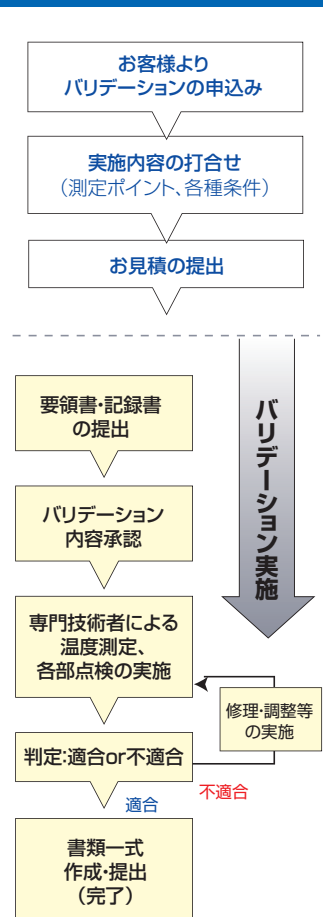 お客様より
バリデーションの申込み
実施内容の打合せ
（測定ポイント、各種条件）
お見積の提出
バリデーション実施
要領書・記録書
の提出
バリデーション
内容承認
専門技術者による
温度測定、
各部点検の実施
修理・調整等
の実施
判定:適合or不適合
不適合
適合
書類一式
作成・提出
（完了）